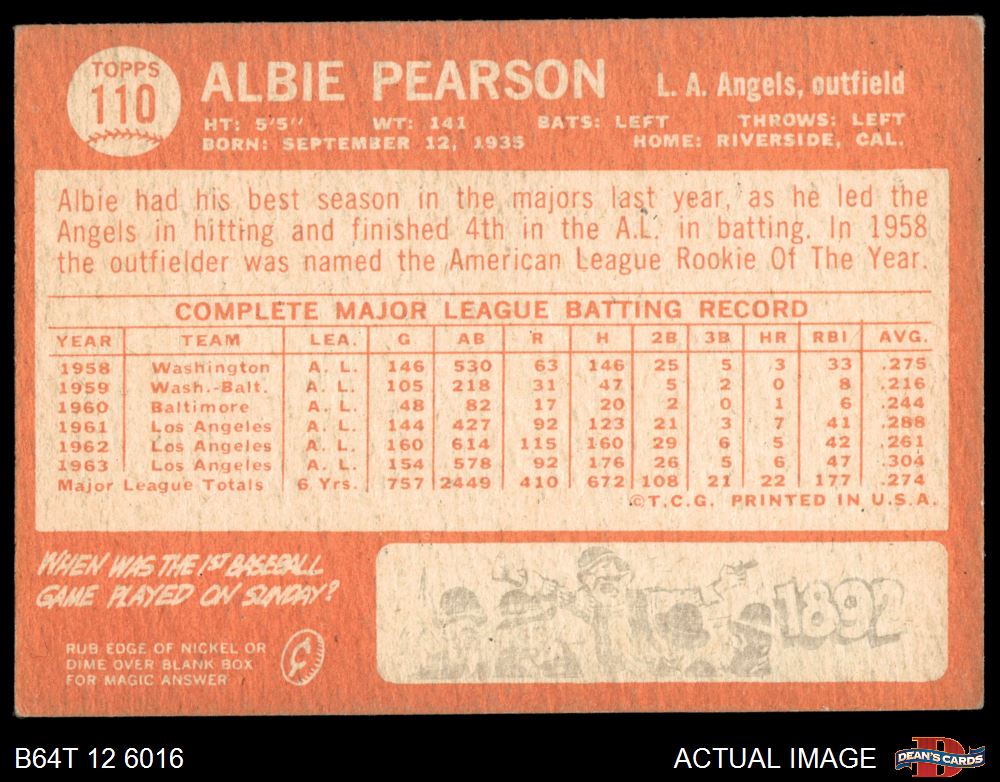 TOPPS
110
ALBIE PEARSON
L. A. Angels, outfield
HT: 5'5" WT: 141 BATS: LEFT THROWS: LEFT
BORN: SEPTEMBER 12, 1935 HOME: RIVERSIDE, CAL.
Albie had his best season in the majors last year, as he led the
Angels in hitting and finished 4th in the A.L. in batting. In 1958
the outfielder was named the American League Rookie Of The Year.
COMPLETE MAJOR LEAGUE BATTING RECORD
YEAR TEAM LEA. G AB R H 2B 3B HR RBI AVG.
1958 Washington A. L. 146 530 63 146 25 5 3 33 .275
1959 Wash.-Balt. A. L. 105 218 31 47 5 2 0 8 .216
1960 Baltimore A. L. 48 82 17 20 2 0 1 6 .244
1961 Los Angeles A. L. 144 427 92 123 21 3 7 41 .288
1962 Los Angeles A. L. 160 614 115 160 29 6 5 42 .261
1963 Los Angeles A. L. 154 578 92 176 26 5 6 47 .304
Major League Totals 6 Yrs. 757 2449 410 672 108 21 22 177 .274
©T.C.G. PRINTED IN U.S.A.
WHEN WAS THE 1ST BASEBALL
GAME PLAYED ON SUNDAY?
RUB EDGE OF NICKEL OR
DIME OVER BLANK BOX
FOR MAGIC ANSWER
¢
1892
B64T 12 6016
ACTUAL IMAGE
D
DEAN'S CARDS